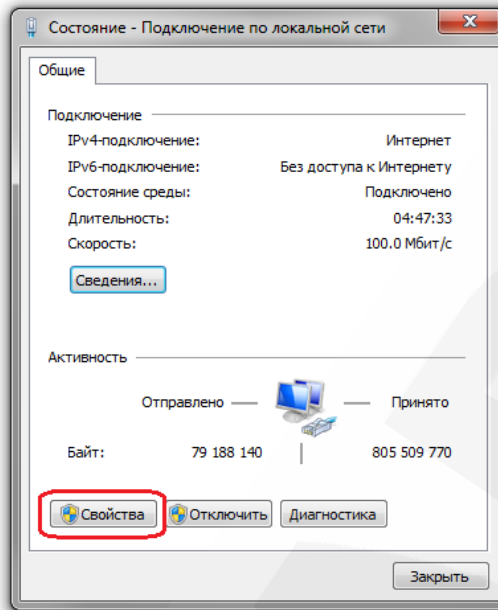 Состояние - Подключение по локальной сети
Общие
Подключение
IPv4-подключение: Интернет
IPv6-подключение: Без доступа к Интернету
Состояние среды: Подключено
Длительность: 04:47:33
Скорость: 100.0 Мбит/с
Сведения...
Активность
Отправлено — — Принято
Байт: 79 188 140 | 805 509 770
Свойства Отключить Диагностика
Закрыть